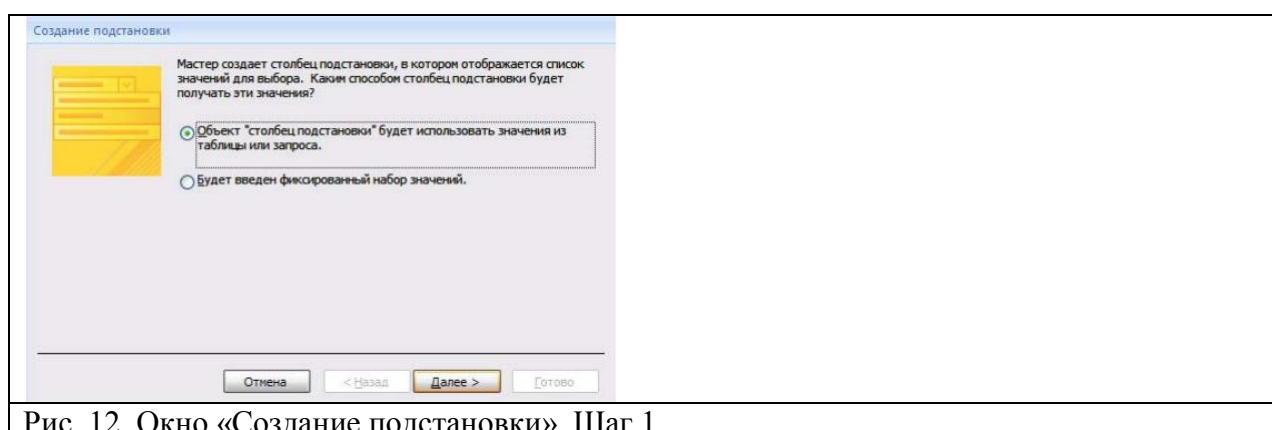 Создание подстановки
Мастер создает столбец подстановки, в котором отображается список
значений для выбора. Каким способом столбец подстановки будет
получать эти значения?
Объект "столбец подстановки" будет использовать значения из
таблицы или запроса.
Будет введен фиксированный набор значений.
Отмена
< Назад
Далее >
Готово
Рис. 12. Окно «Создание подстановки». Шаг 1